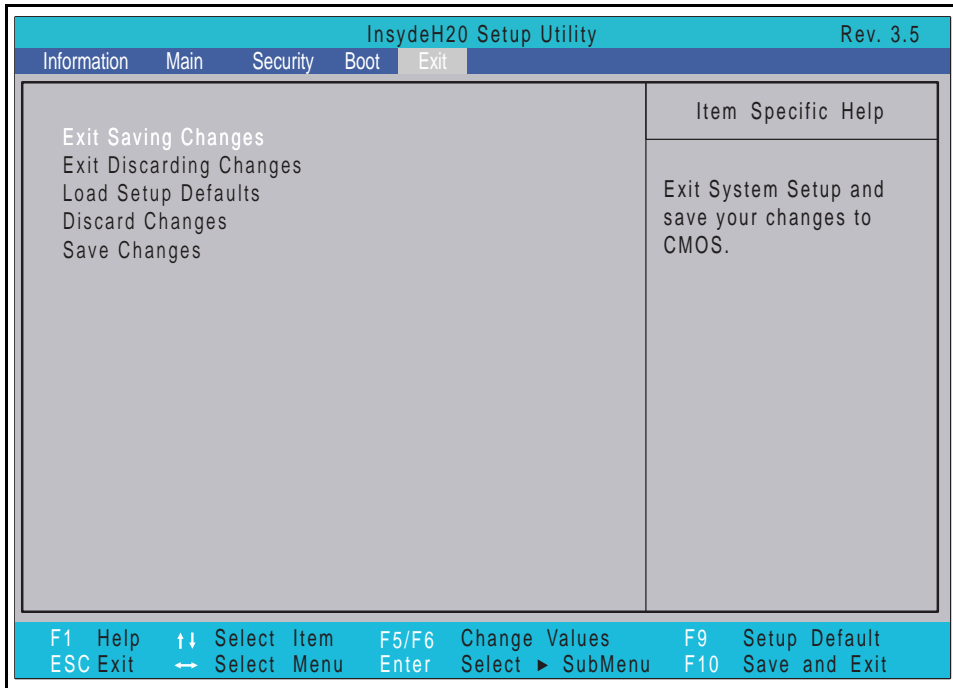 InsydeH20 Setup Utility Rev. 3.5
Information Main Security Boot Exit
Exit Saving Changes
Exit Discarding Changes
Load Setup Defaults
Discard Changes
Save Changes
Item Specific Help
Exit System Setup and
save your changes to
CMOS.
F1 Help ↑↓ Select Item F5/F6 Change Values F9 Setup Default
ESC Exit ↔ Select Menu Enter Select ► SubMenu F10 Save and Exit